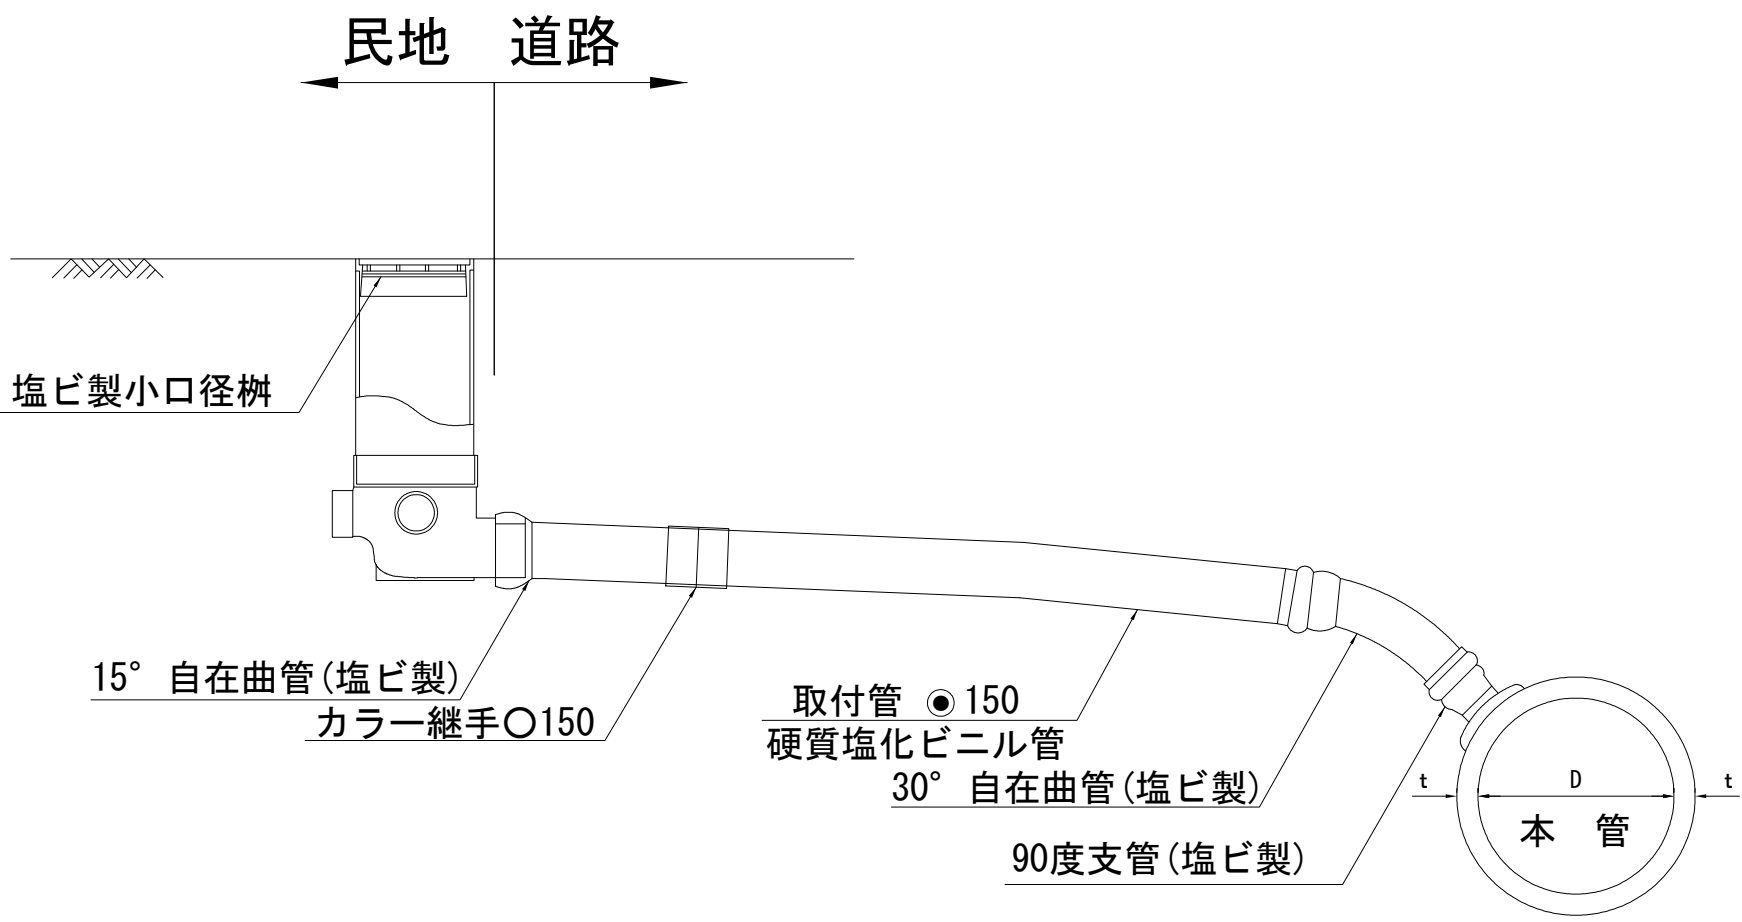 民地　道路
塩ビ製小口径桝
15°自在曲管(塩ビ製)
カラー継手○150
取付管 ◉150
硬質塩化ビニル管
30°自在曲管(塩ビ製)
90度支管(塩ビ製)
t D t
本　管